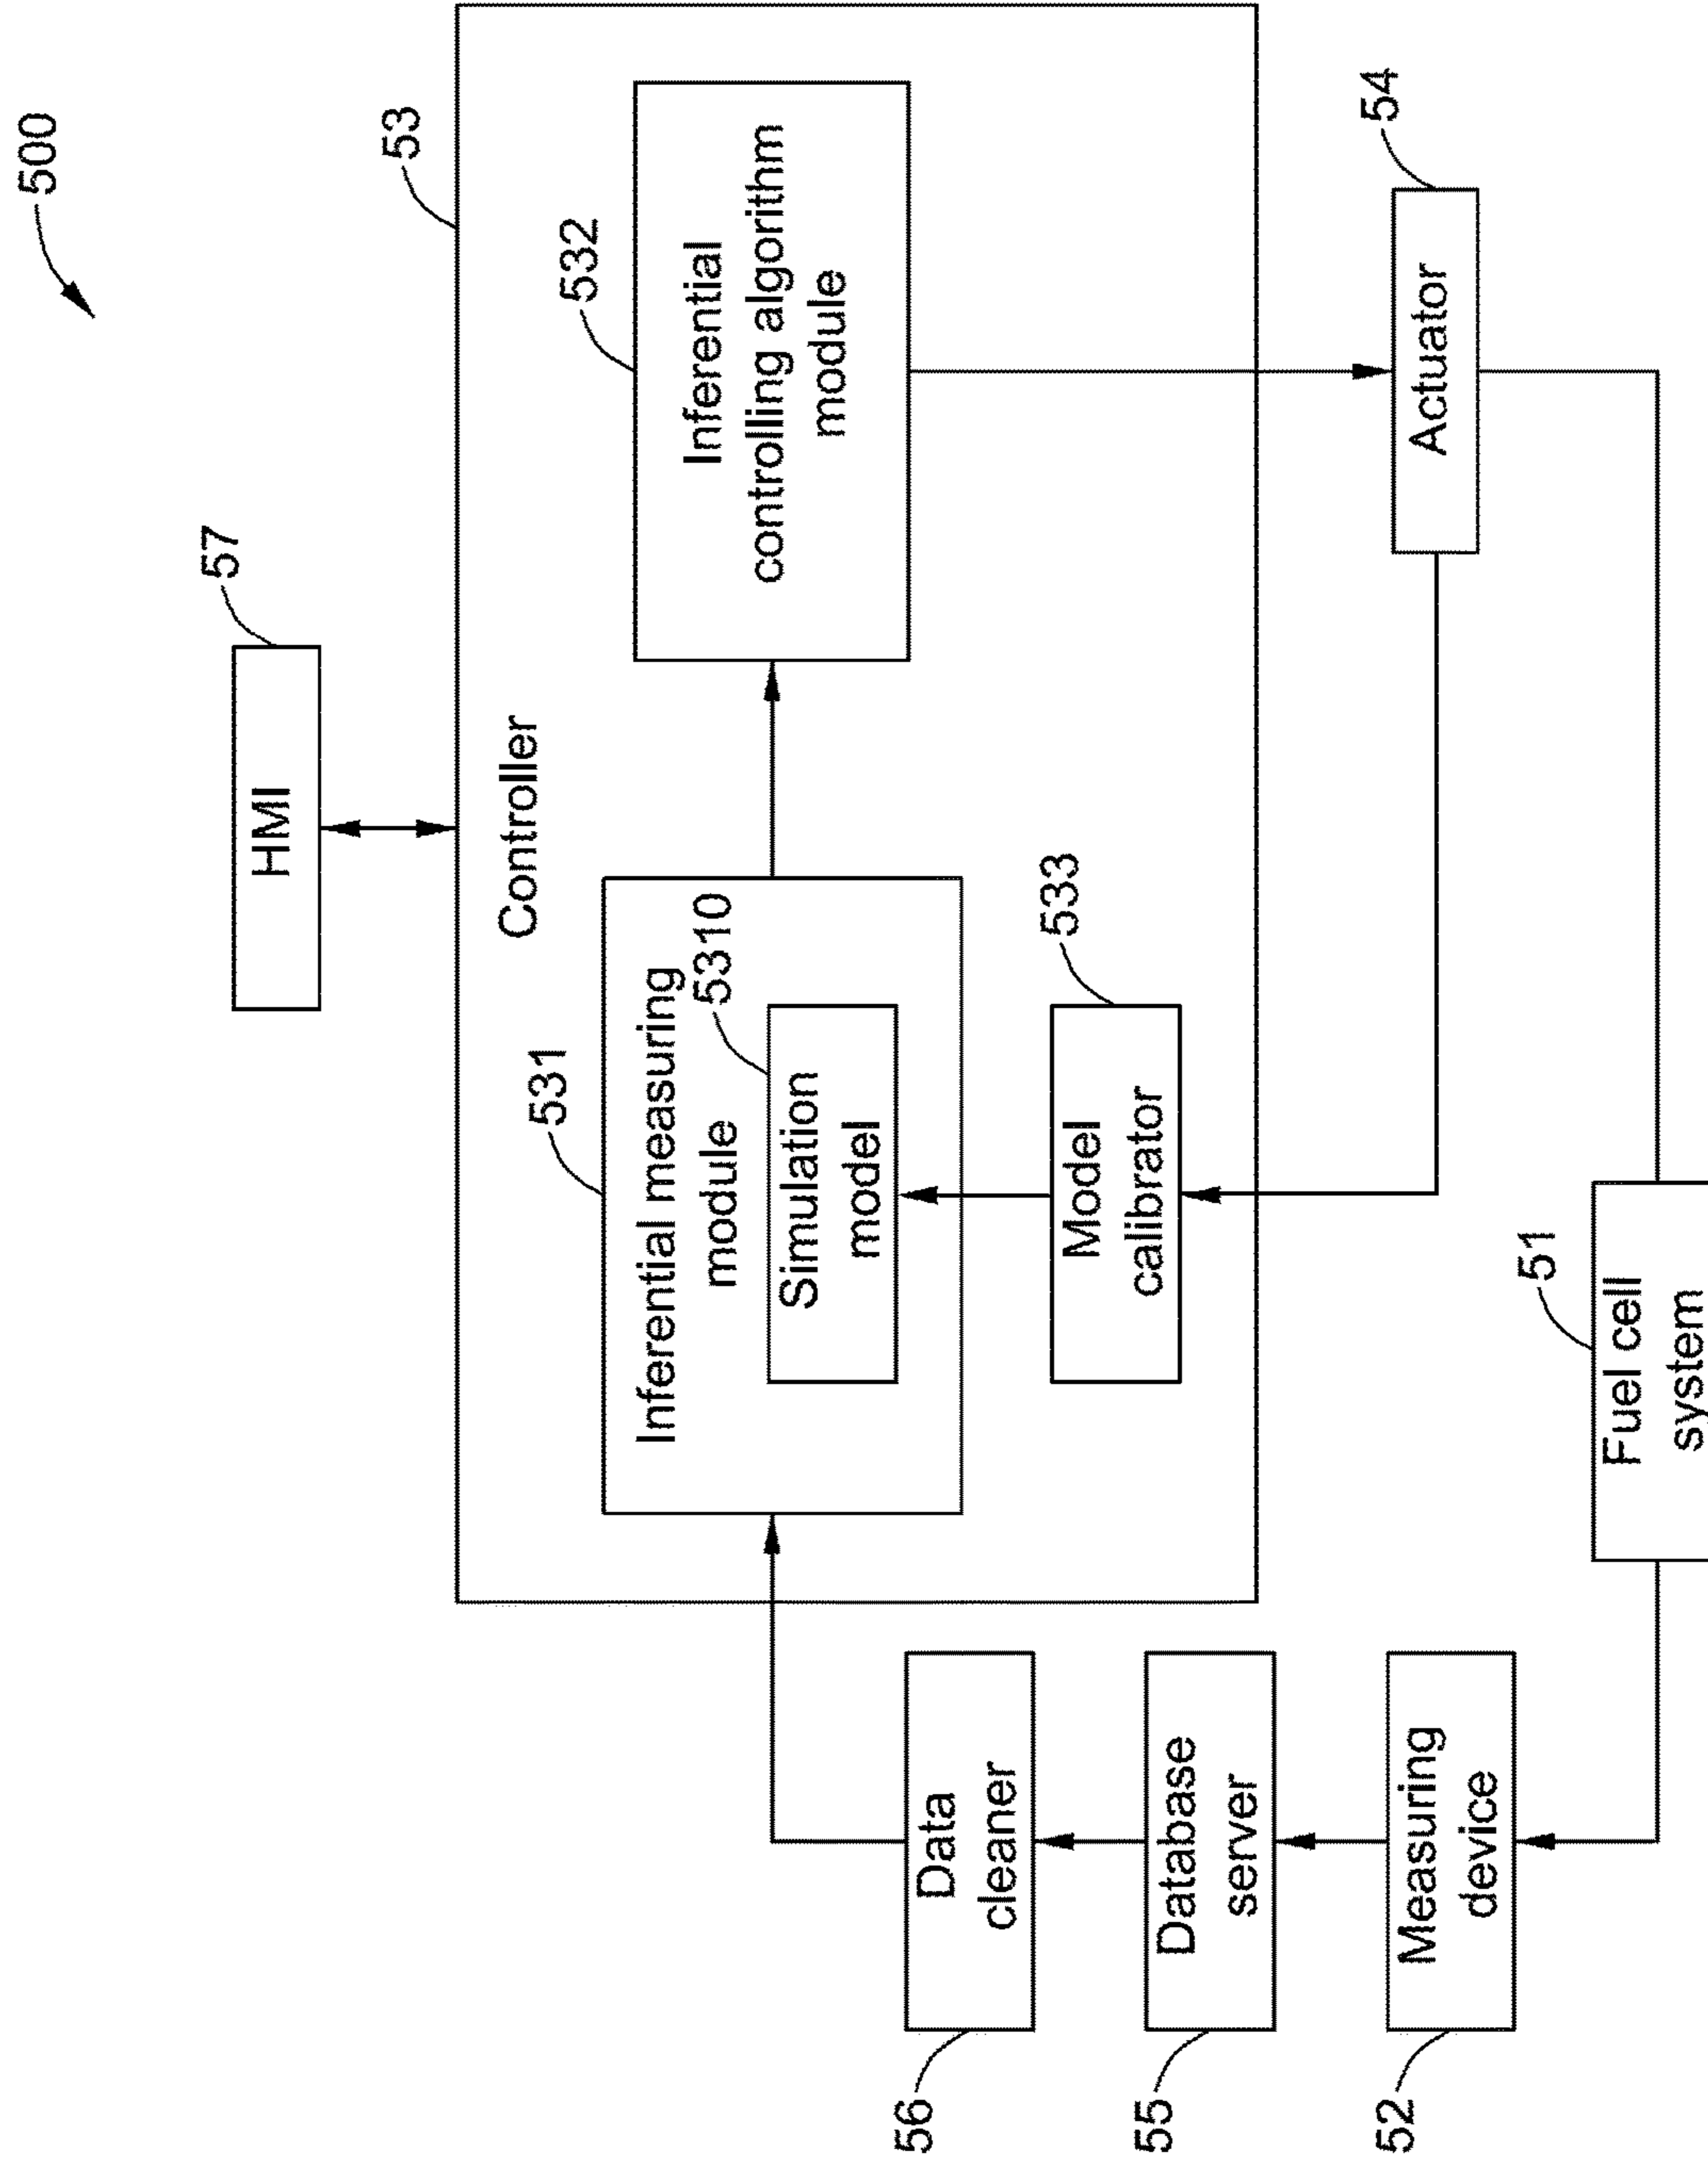 500
57
HMI
53
Controller
531
Inferential measuring
module
5310
Simulation
model
532
Inferential
controlling algorithm
module
533
Model
calibrator
56
Data
cleaner
55
Database
server
52
Measuring
device
54
Actuator
51
Fuel cell
system